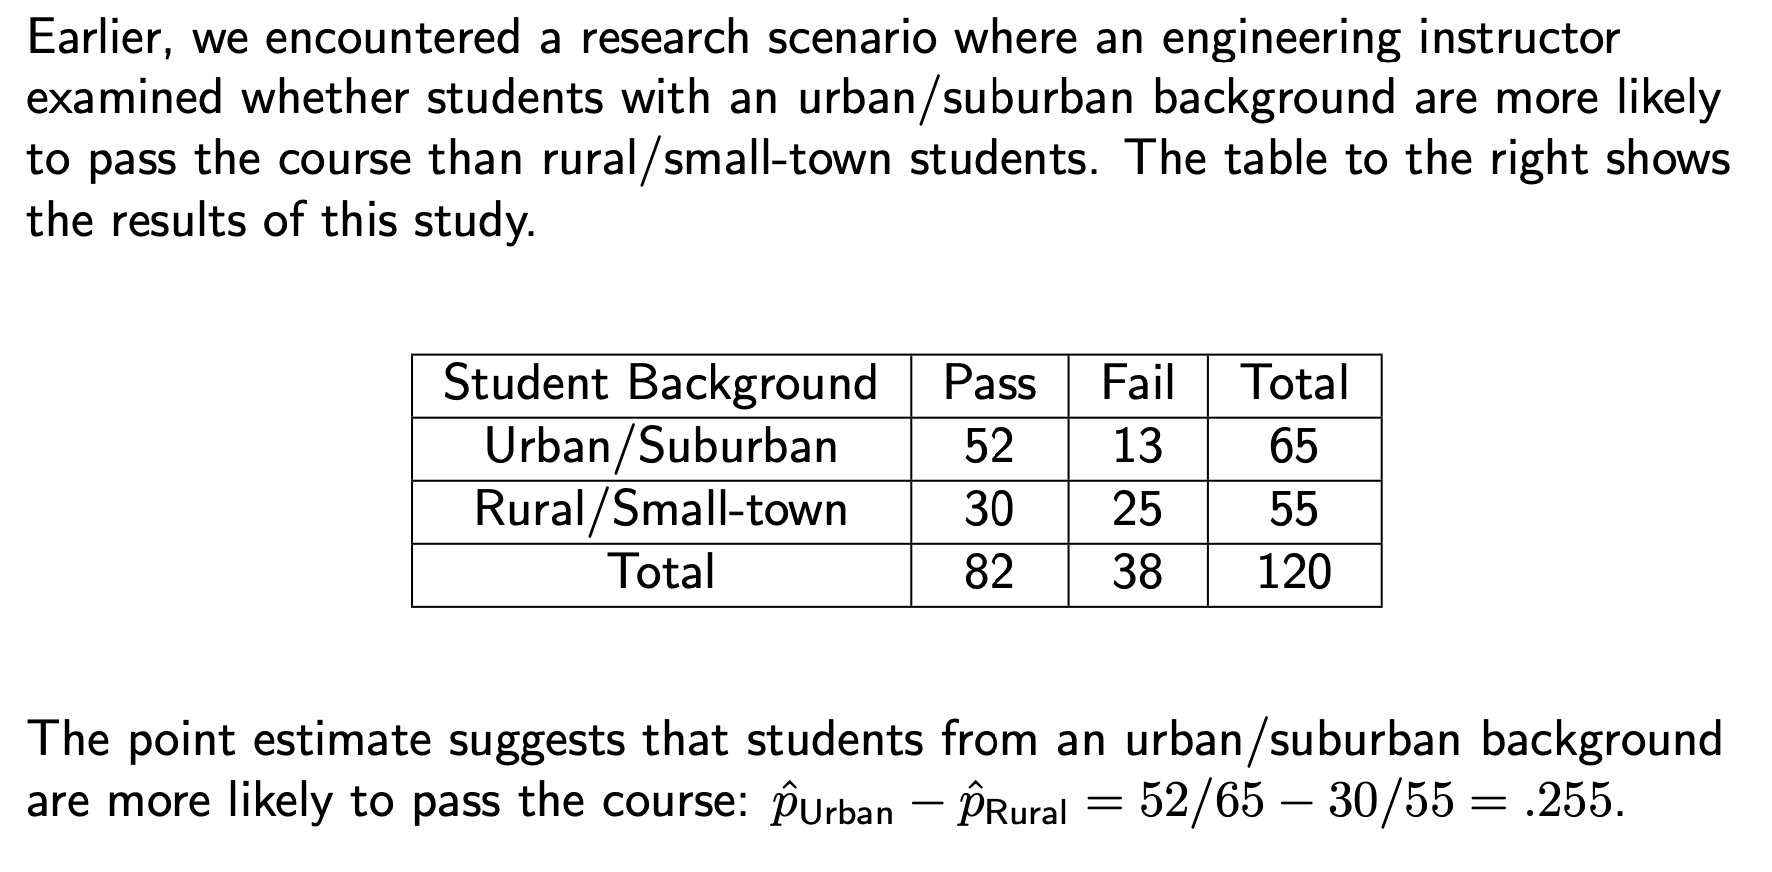 Earlier, we encountered a research scenario where an engineering instructor
examined whether students with an urban/suburban background are more likely
to pass the course than rural/small-town students. The table to the right shows
the results of this study.
Student Background Pass Fail Total
Urban/Suburban 52 13 65
Rural/Small-town 30 25 55
Total 82 38 120
The point estimate suggests that students from an urban/suburban background
are more likely to pass the course: p̂Urban − p̂Rural = 52/65 − 30/55 = .255.